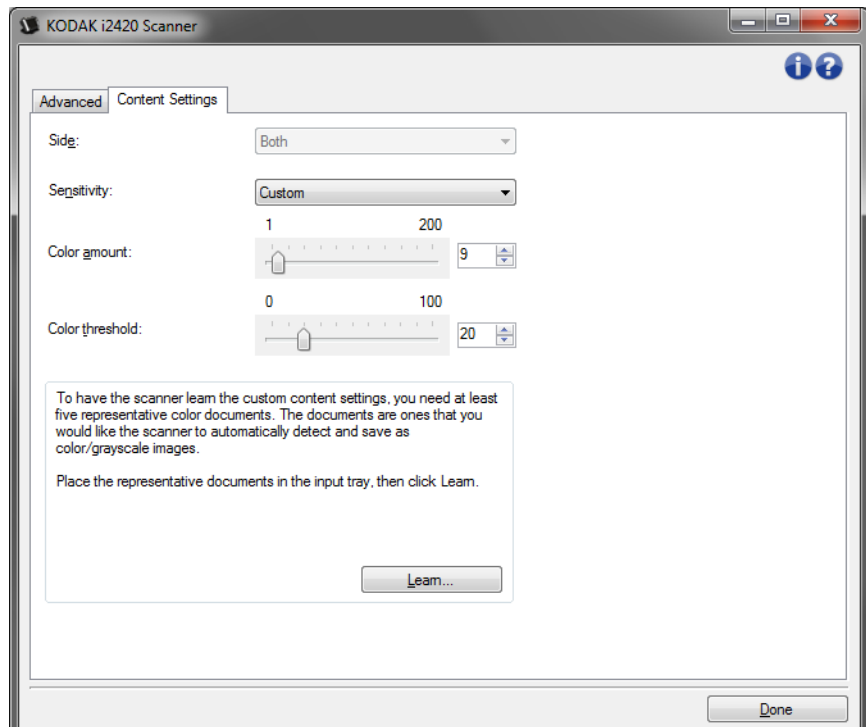 KODAK i2420 Scanner
Advanced
Content Settings
Side:
Both
Sensitivity:
Custom
1 200
Color amount:
9
0 100
Color threshold:
20
To have the scanner learn the custom content settings, you need at least
five representative color documents. The documents are ones that you
would like the scanner to automatically detect and save as
color/grayscale images.
Place the representative documents in the input tray, then click Learn.
Learn...
Done